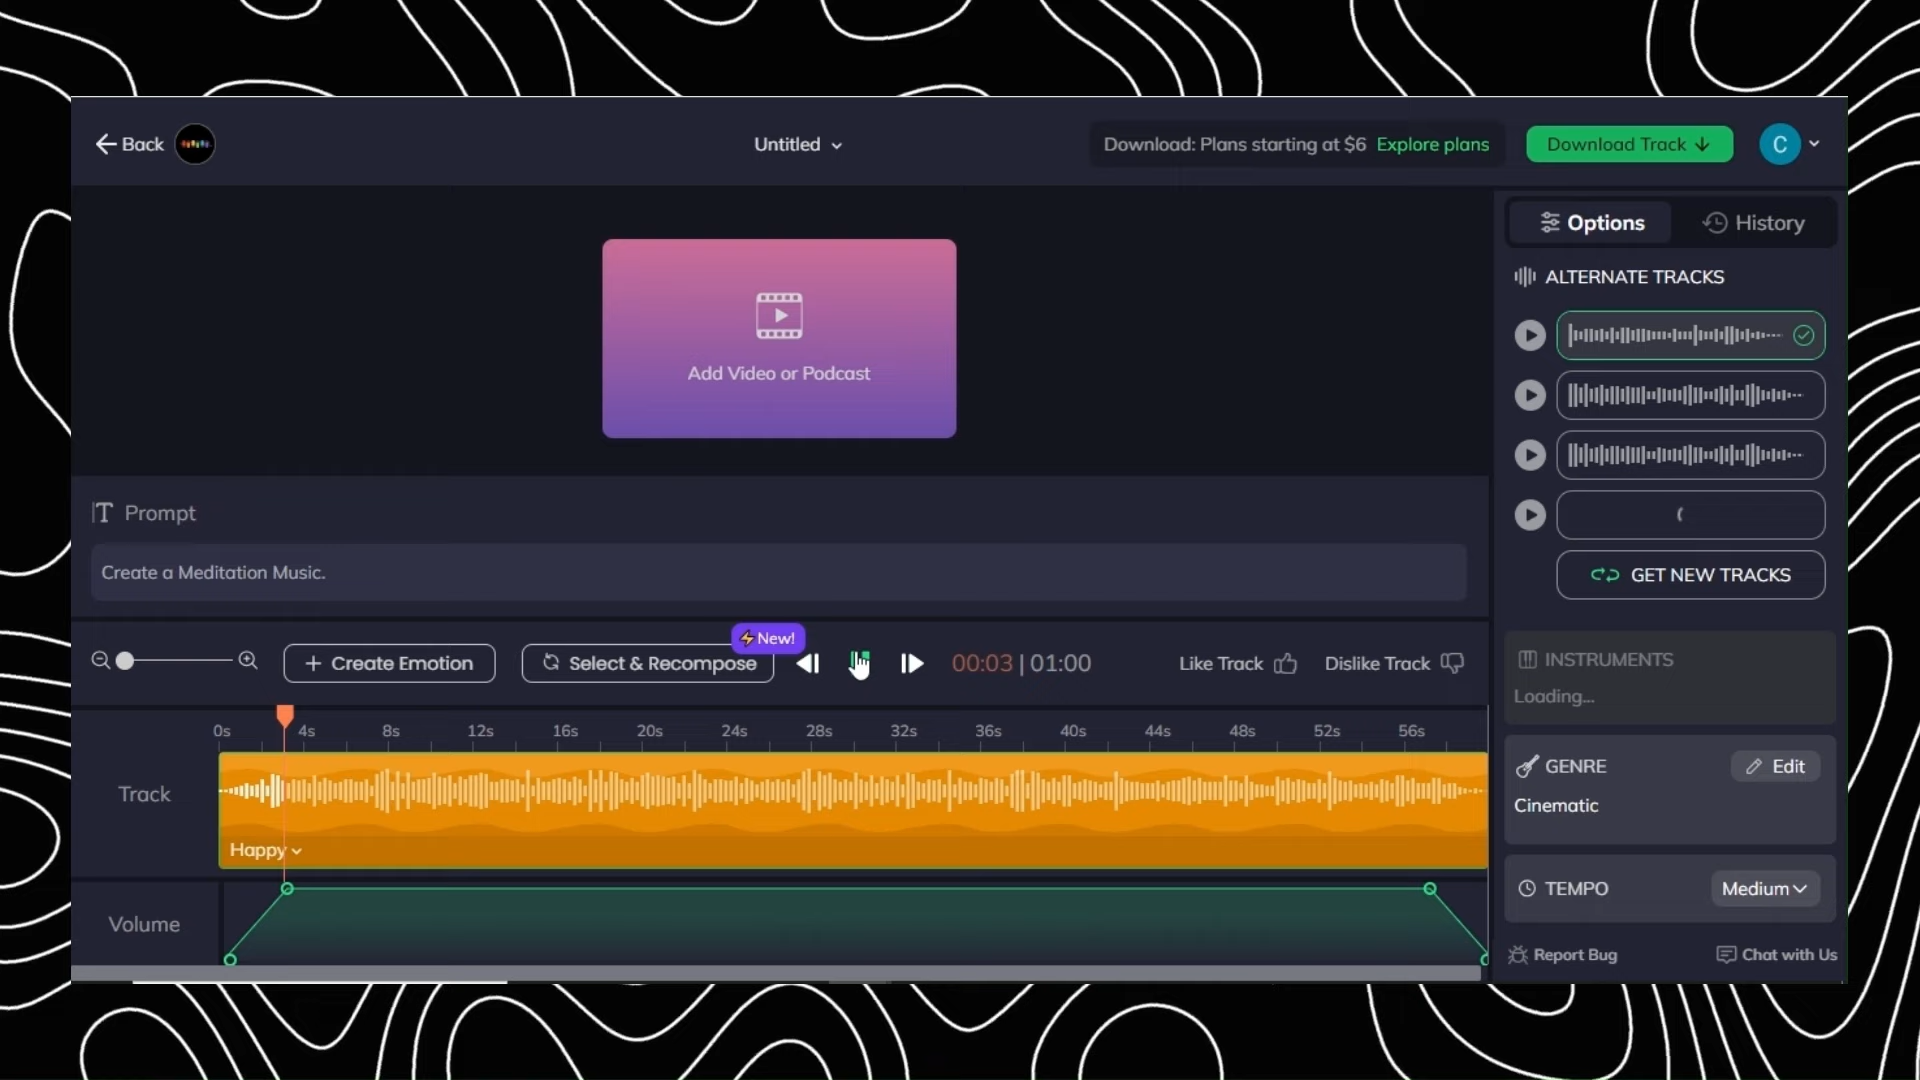 Back
Untitled
Download: Plans starting at $6 Explore plans
Download Track
C
Options
History
ALTERNATE TRACKS
Add Video or Podcast
GET NEW TRACKS
Prompt
Create a Meditation Music.
New!
Create Emotion
Select & Recompose
00:03 | 01:00
Like Track
Dislike Track
INSTRUMENTS
Loading...
0s 4s 8s 12s 16s 20s 24s 28s 32s 36s 40s 44s 48s 52s 56s
Track
Happy
GENRE
Edit
Cinematic
TEMPO
Medium
Volume
Report Bug
Chat with Us